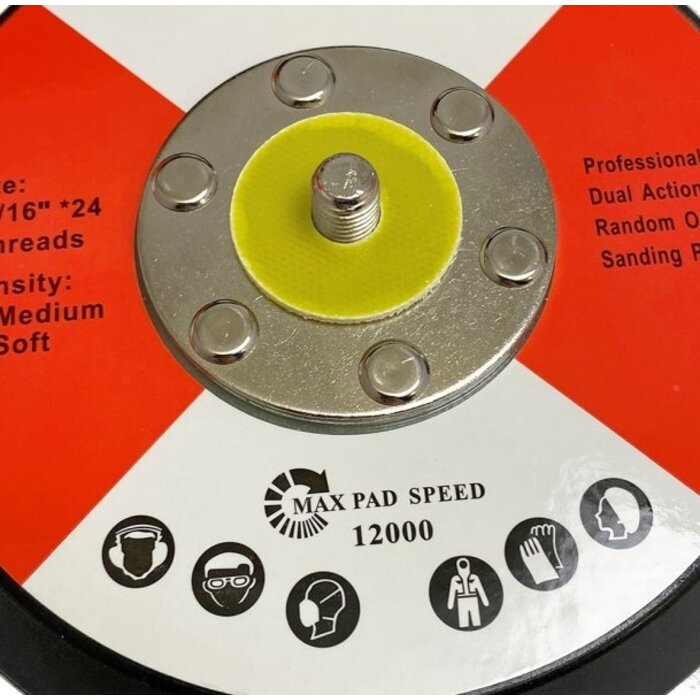 /16" *24
hreads
nsity:
Medium
Soft
Professional
Dual Action
Random O
Sanding P
MAX PAD SPEED
12000